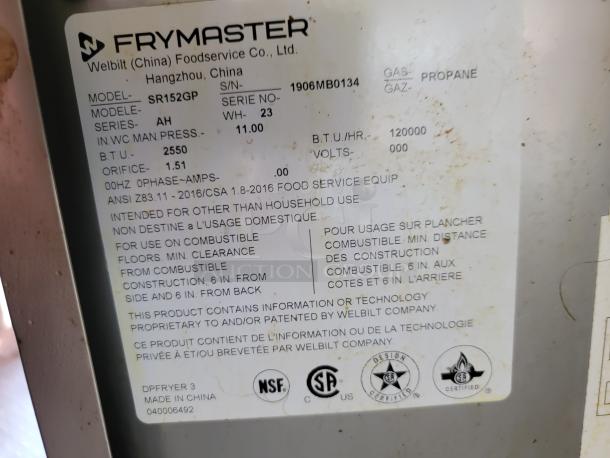 FRYMASTER
Welbilt (China) Foodservice Co., Ltd.
Hangzhou, China
MODEL- SR152GP S/N- 1906MB0134 GAS- PROPANE
MODELE- SERIE NO- GAZ-
SERIES- AH WH- 23
IN WC MAN PRESS.- 11.00 B.T.U./HR.- 120000
B.T.U.- 2550 VOLTS- 000
ORIFICE- 1.51
00HZ 0PHASE~AMPS- .00
ANSI Z83.11 - 2016/CSA 1.8-2016 FOOD SERVICE EQUIP
INTENDED FOR OTHER THAN HOUSEHOLD USE
NON DESTINE a L'USAGE DOMESTIQUE
FOR USE ON COMBUSTIBLE
FLOORS. MIN. CLEARANCE
FROM COMBUSTIBLE
CONSTRUCTION, 6 IN. FROM
SIDE AND 6 IN. FROM BACK
POUR USAGE SUR PLANCHER
COMBUSTIBLE. MIN. DISTANCE
DES CONSTRUCTION
COMBUSTIBLE, 6 IN. AUX
COTES ET 6 IN. L'ARRIERE
THIS PRODUCT CONTAINS INFORMATION OR TECHNOLOGY
PROPRIETARY TO AND/OR PATENTED BY WELBILT COMPANY
CE PRODUIT CONTIENT DE L'INFORMATION OU DE LA TECHNOLOGIE
PRIVÉE À ET/OU BREVETÉE PAR WELBILT COMPANY.
DPFRYER 3
MADE IN CHINA
040006492
NSF.
CSA
C US
DESIGN
CERTIFIED
CERTIFIED